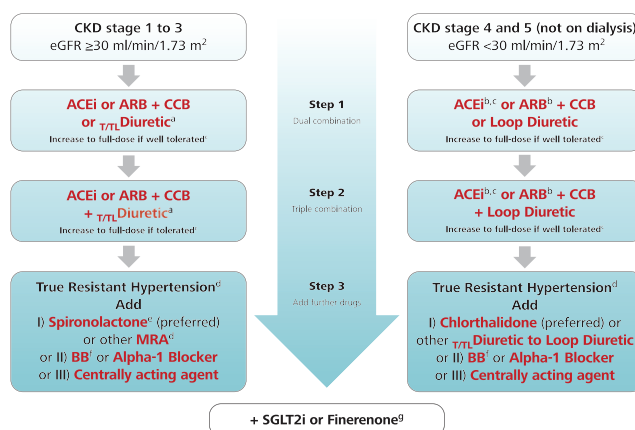 CKD stage 1 to 3
eGFR ≥30 ml/min/1.73 m²
ACEi or ARB + CCB
or T/TLDiureticᵃ
Increase to full-dose if well toleratedᶜ
ACEi or ARB + CCB
+ T/TLDiureticᵃ
Increase to full-dose if well toleratedᶜ
True Resistant Hypertensionᵈ
Add
I) Spironolactoneᵉ (preferred)
or other MRAᵉ
or II) BBᶠ or Alpha-1 Blocker
or III) Centrally acting agent
Step 1
Dual combination
Step 2
Triple combination
Step 3
Add further drugs
CKD stage 4 and 5 (not on dialysis)
eGFR <30 ml/min/1.73 m²
ACEiᵇ,ᶜ or ARBᵇ + CCB
or Loop Diuretic
Increase to full-dose if well toleratedᶜ
ACEiᵇ,ᶜ or ARBᵇ + CCB
+ Loop Diuretic
Increase to full-dose if well toleratedᶜ
True Resistant Hypertensionᵈ
Add
I) Chlorthalidone (preferred) or
other T/TLDiuretic to Loop Diuretic
or II) BBᶠ or Alpha-1 Blocker
or III) Centrally acting agent
+ SGLT2i or Finerenoneᵍ